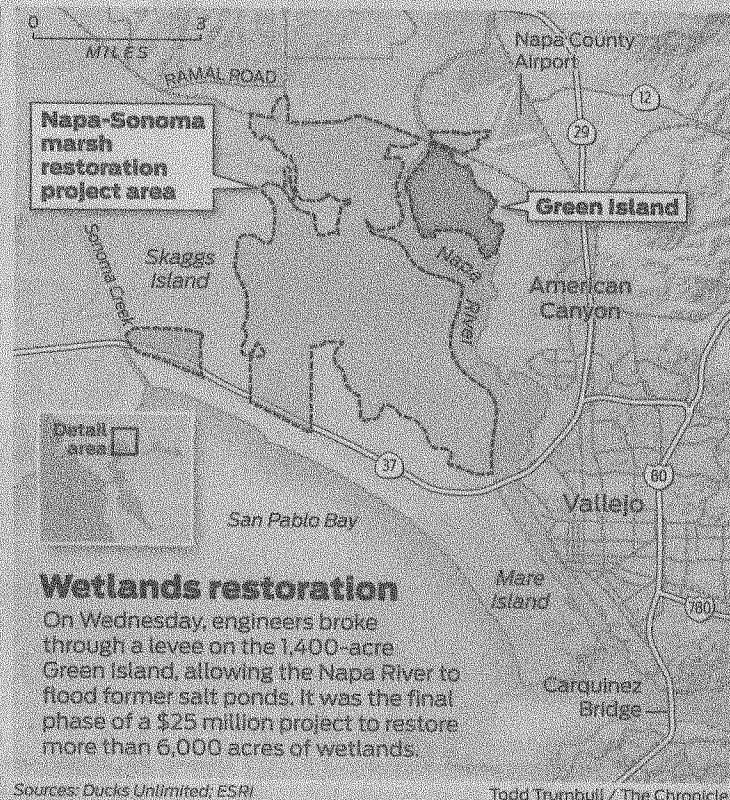 0 3
MILES
RAMAL ROAD
Napa County
Airport
12
29
Napa-Sonoma
marsh
restoration
project area
Green Island
Sonoma Creek
Skaggs
Island
Napa
River
American
Canyon
Detail
area
37
80
Vallejo
San Pablo Bay
Mare
Island
780
Wetlands restoration
On Wednesday, engineers broke
through a levee on the 1,400-acre
Green Island, allowing the Napa River to
flood former salt ponds. It was the final
phase of a $25 million project to restore
more than 6,000 acres of wetlands.
Carquinez
Bridge
Sources: Ducks Unlimited; ESRI
Todd Trumbull / The Chronicle